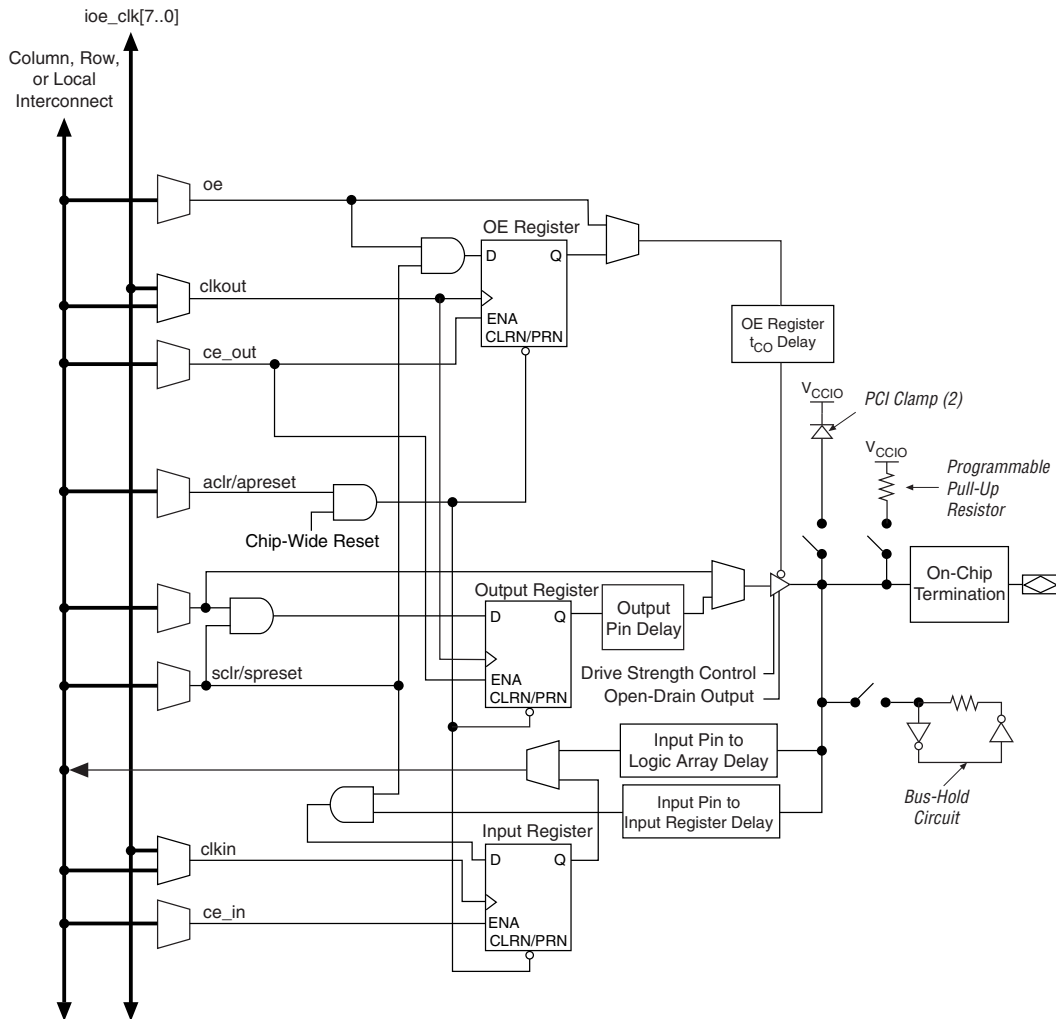 ioe_clk[7..0]
Column, Row,
or Local
Interconnect
oe
OE Register
D Q
clkout
ENA
CLRN/PRN
OE Register
tCO Delay
ce_out
VCCIO
PCI Clamp (2)
VCCIO
Programmable
Pull-Up
Resistor
aclr/apreset
Chip-Wide Reset
On-Chip
Termination
Output Register
D Q
Output
Pin Delay
ENA
CLRN/PRN
sclr/spreset
Drive Strength Control
Open-Drain Output
Input Pin to
Logic Array Delay
Input Pin to
Input Register Delay
Bus-Hold
Circuit
Input Register
D Q
clkin
ENA
CLRN/PRN
ce_in